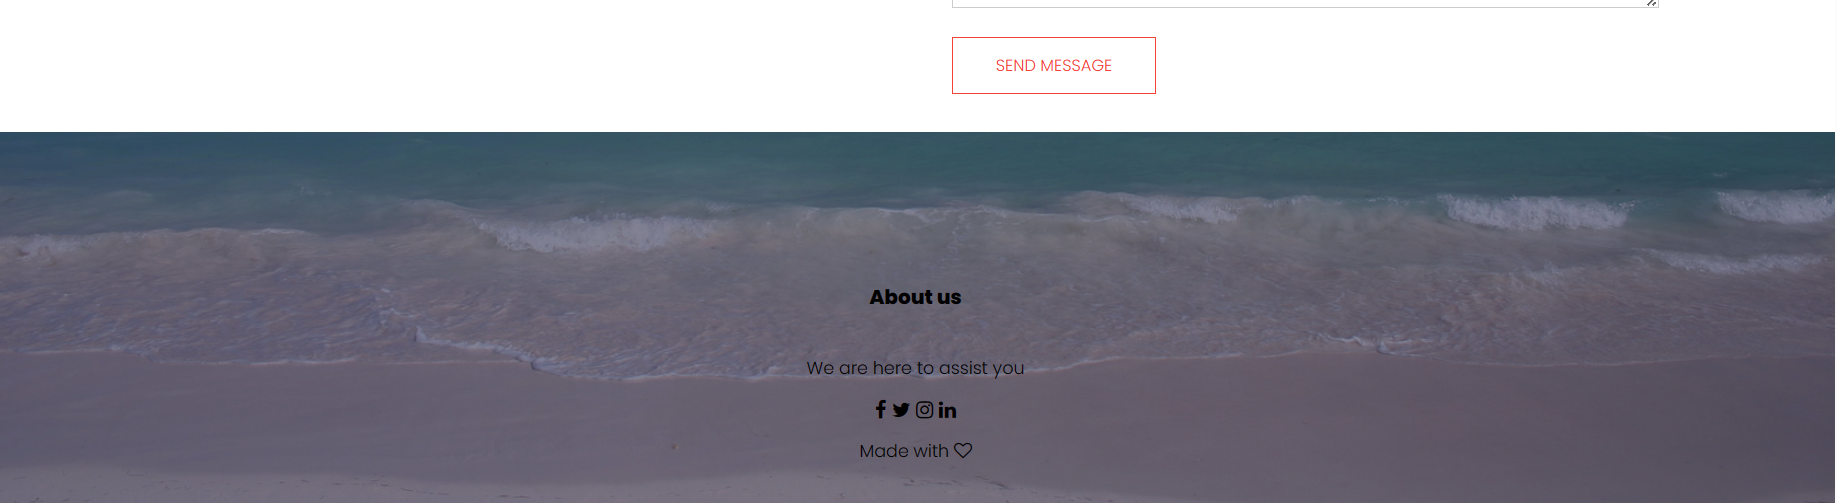 SEND MESSAGE
About us
We are here to assist you
Made with